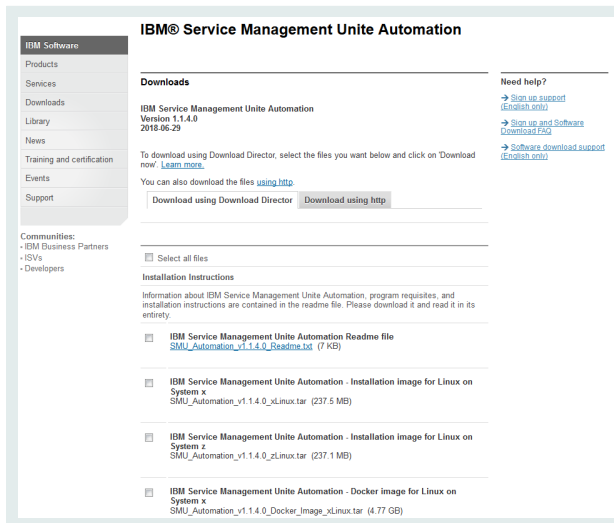 IBM® Service Management Unite Automation
IBM Software
Products
Services
Downloads
Library
News
Training and certification
Events
Support
Communities:
• IBM Business Partners
• ISVs
• Developers
Downloads
IBM Service Management Unite Automation
Version 1.1.4.0
2018-06-29
To download using Download Director, select the files you want below and click on 'Download
now'. Learn more.
You can also download the files using http.
Download using Download Director
Download using http
Select all files
Installation Instructions
Information about IBM Service Management Unite Automation, program requisites, and
installation instructions are contained in the readme file. Please download it and read it in its
entirety.
IBM Service Management Unite Automation Readme file
SMU_Automation_v1.1.4.0_Readme.txt (7 KB)
IBM Service Management Unite Automation - Installation image for Linux on
System x
SMU_Automation_v1.1.4.0_xLinux.tar (237.5 MB)
IBM Service Management Unite Automation - Installation image for Linux on
System z
SMU_Automation_v1.1.4.0_zLinux.tar (237.1 MB)
IBM Service Management Unite Automation - Docker image for Linux on
System x
SMU_Automation_v1.1.4.0_Docker_Image_xLinux.tar (4.77 GB)
Need help?
→ Sign up support
(English only)
→ Sign up and Software
Download FAQ
→ Software download support
(English only)